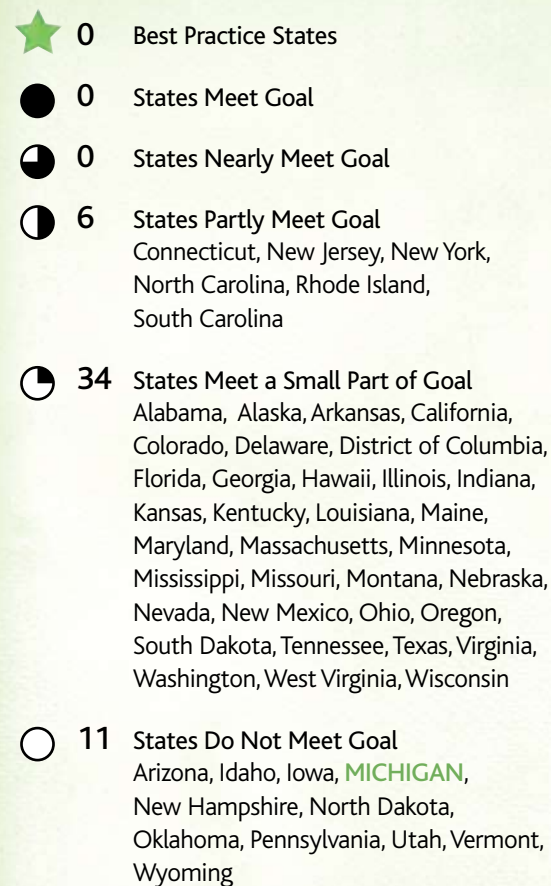 0 Best Practice States
0 States Meet Goal
0 States Nearly Meet Goal
6 States Partly Meet Goal
Connecticut, New Jersey, New York,
North Carolina, Rhode Island,
South Carolina
34 States Meet a Small Part of Goal
Alabama, Alaska, Arkansas, California,
Colorado, Delaware, District of Columbia,
Florida, Georgia, Hawaii, Illinois, Indiana,
Kansas, Kentucky, Louisiana, Maine,
Maryland, Massachusetts, Minnesota,
Mississippi, Missouri, Montana, Nebraska,
Nevada, New Mexico, Ohio, Oregon,
South Dakota, Tennessee, Texas, Virginia,
Washington, West Virginia, Wisconsin
11 States Do Not Meet Goal
Arizona, Idaho, Iowa, MICHIGAN,
New Hampshire, North Dakota,
Oklahoma, Pennsylvania, Utah, Vermont,
Wyoming